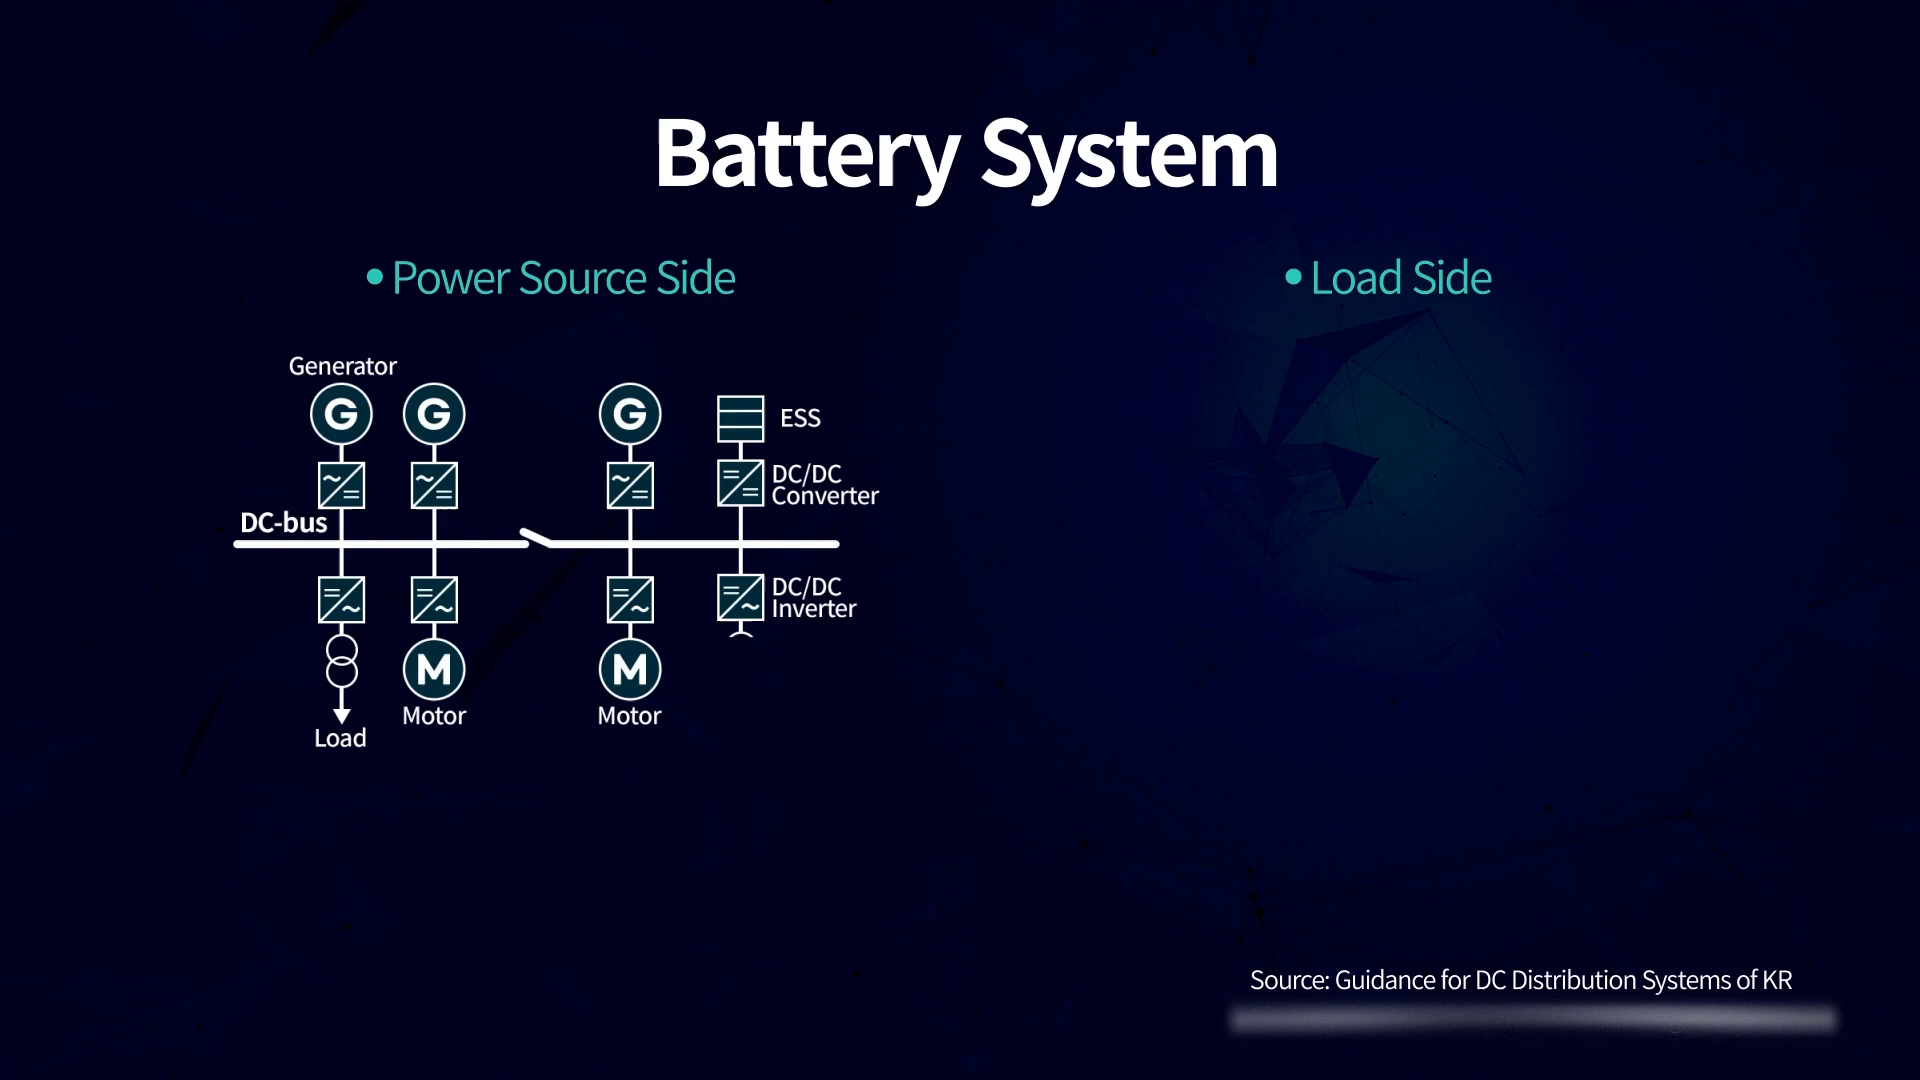 Battery System
• Power Source Side
• Load Side
Generator
G G G
ESS
DC/DC
Converter
DC-bus
DC/DC
Inverter
M M
Motor Motor
Load
Source: Guidance for DC Distribution Systems of KR